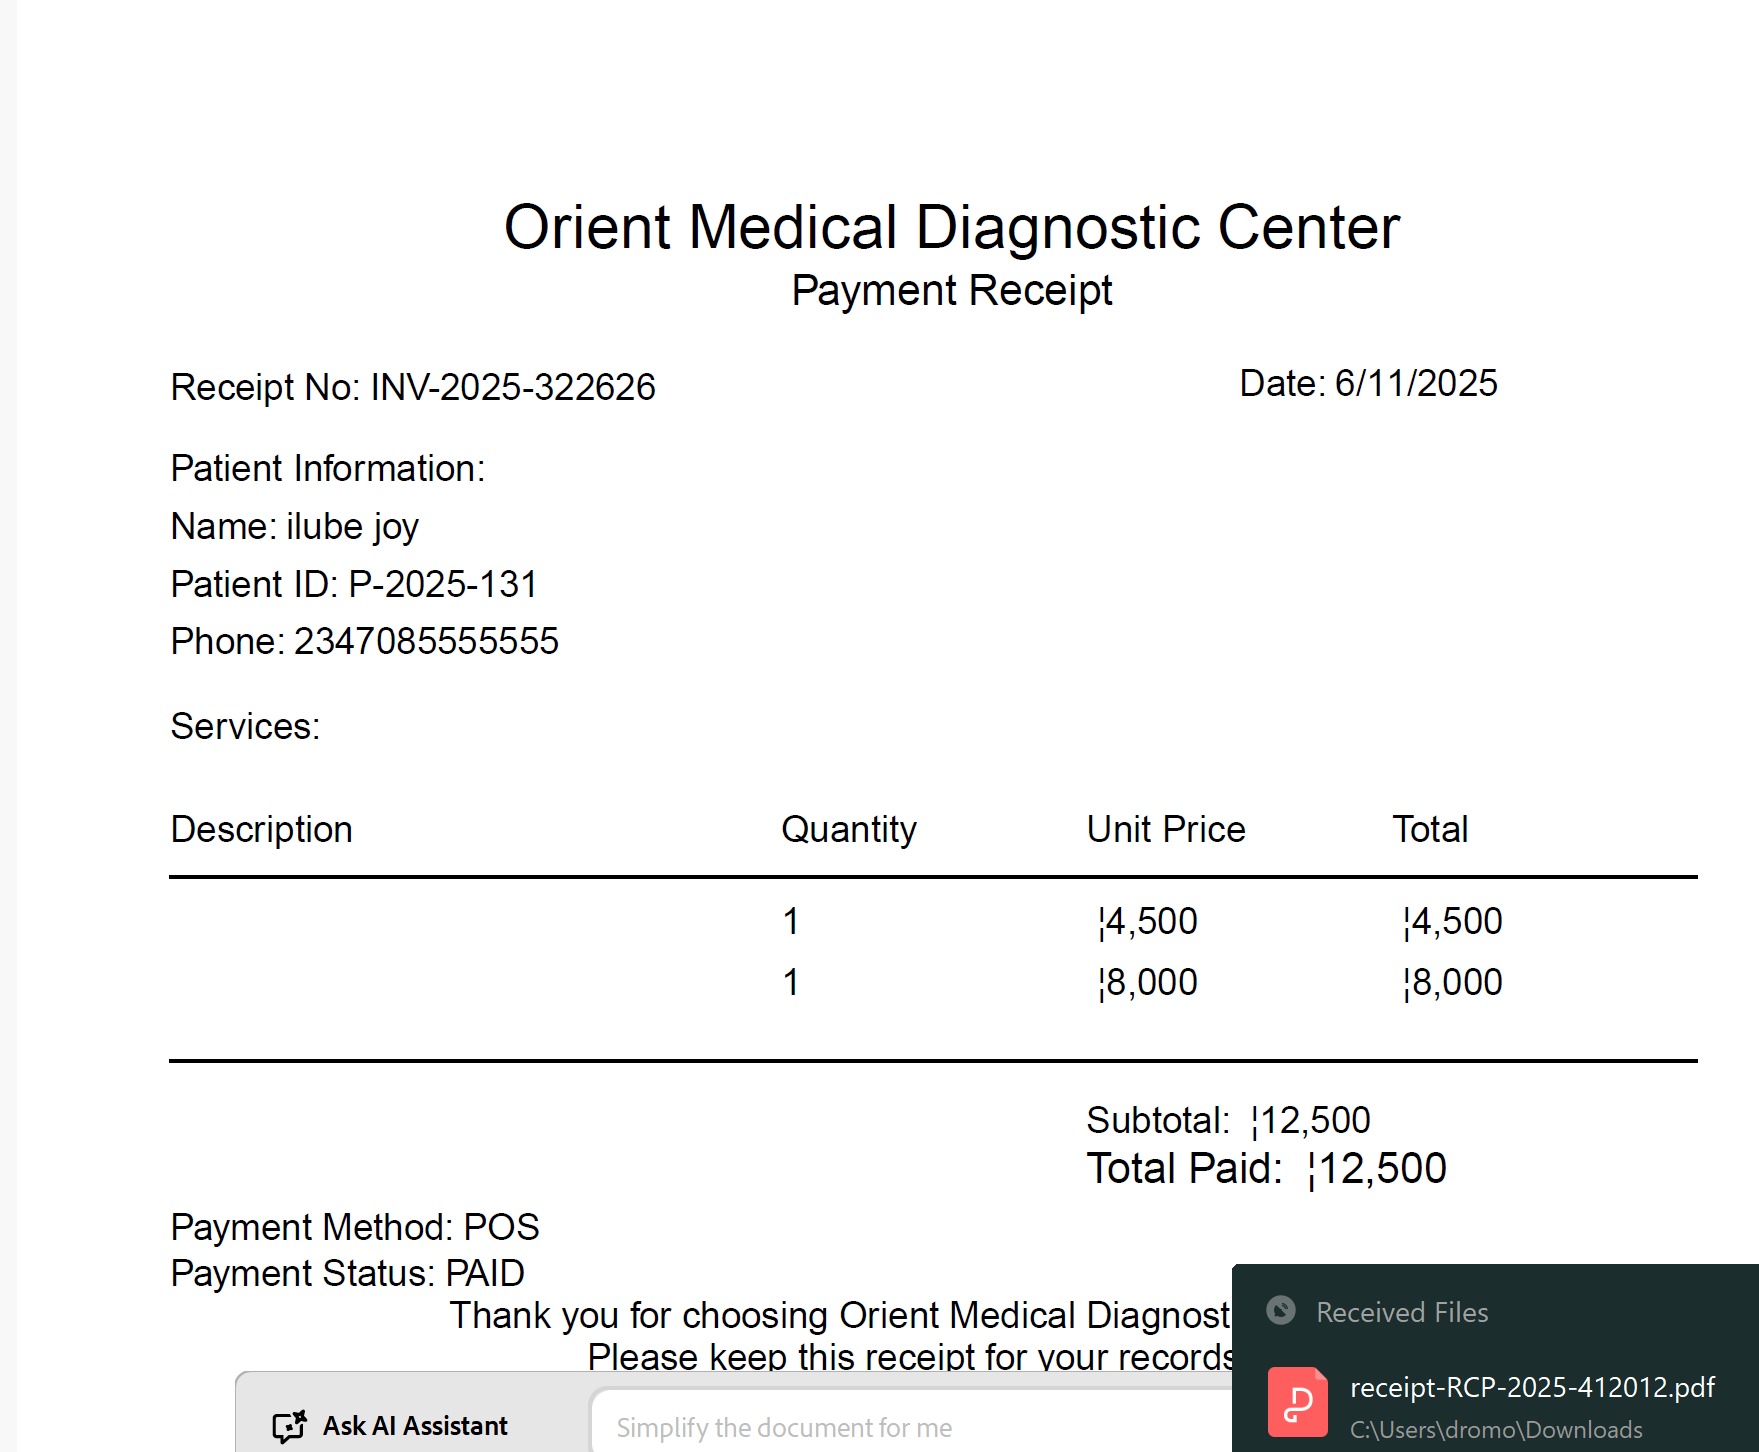 Orient Medical Diagnostic Center
Payment Receipt
Receipt No: INV-2025-322626 Date: 6/11/2025
Patient Information:
Name: ilube joy
Patient ID: P-2025-131
Phone: 2347085555555
Services:
Description Quantity Unit Price Total
1 ¦4,500 ¦4,500
1 ¦8,000 ¦8,000
Subtotal: ¦12,500
Total Paid: ¦12,500
Payment Method: POS
Payment Status: PAID
Thank you for choosing Orient Medical Diagnost
Please keep this receipt for your records
Ask AI Assistant Simplify the document for me
Received Files
receipt-RCP-2025-412012.pdf
C:\Users\dromo\Downloads